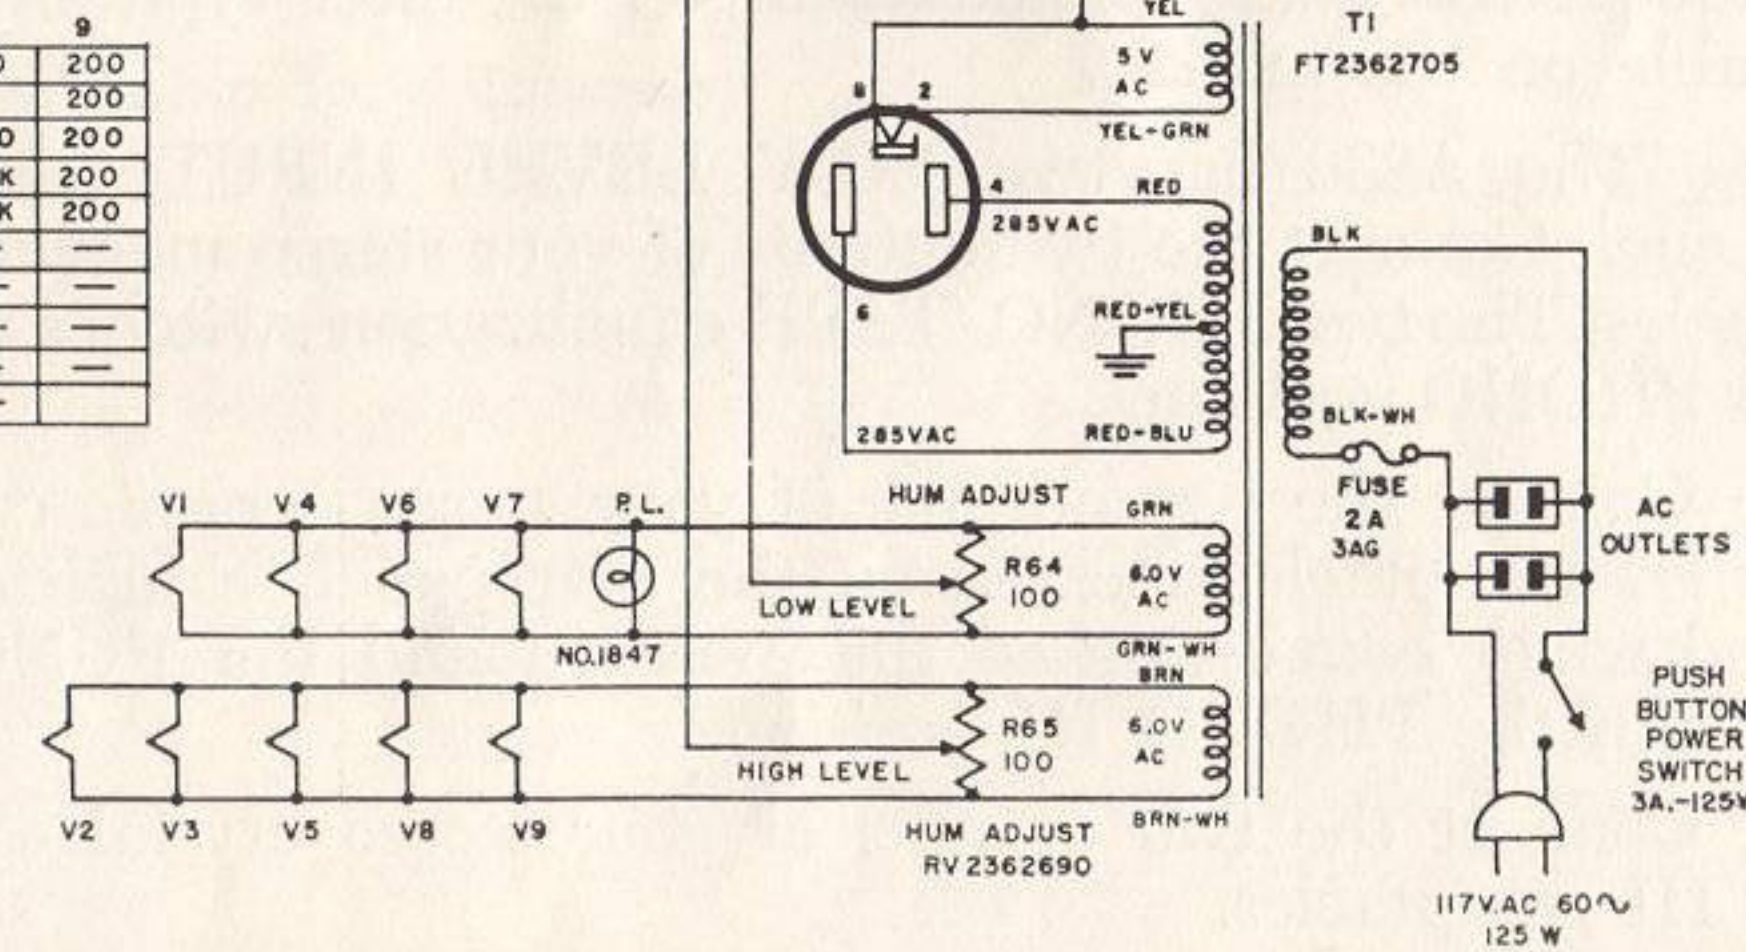 9
200
200
200
K 200
K 200
YEL
5 V
AC
YEL-GRN
8 2
T1
FT2362705
4 RED
285VAC
RED-YEL
6
285VAC RED-BLU
BLK
BLK-WH
FUSE
2 A
3AG
AC
OUTLETS
V1 V4 V6 V7 P.L.
HUM ADJUST
GRN
R64
100
6.0 V
AC
LOW LEVEL
NO.1847
GRN-WH
BRN
R65
100
6.0V
AC
HIGH LEVEL
V2 V3 V5 V8 V9
HUM ADJUST
RV 2362690
BRN-WH
PUSH
BUTTON
POWER
SWITCH
3A.-125V
117V.AC 60~
125 W